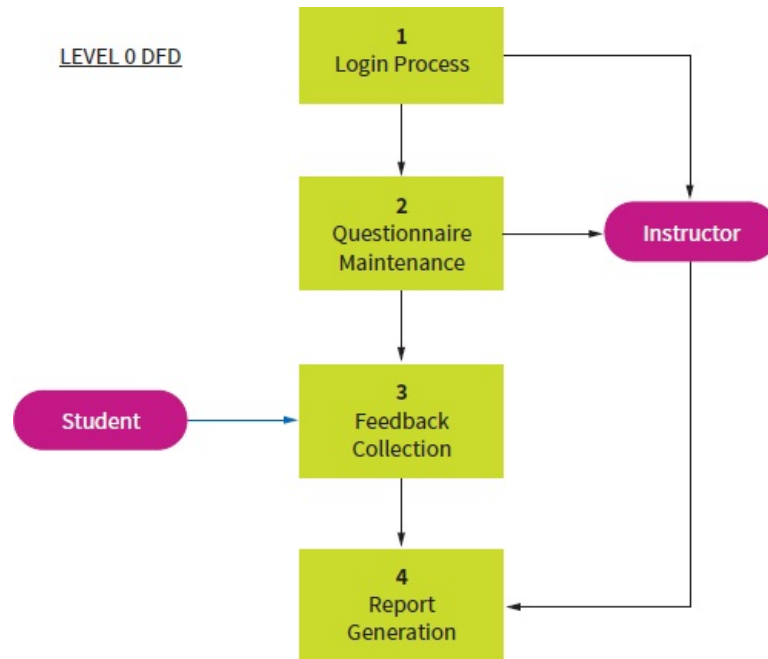 LEVEL 0 DFD
1
Login Process
2
Questionnaire
Maintenance
Instructor
3
Feedback
Collection
Student
4
Report
Generation